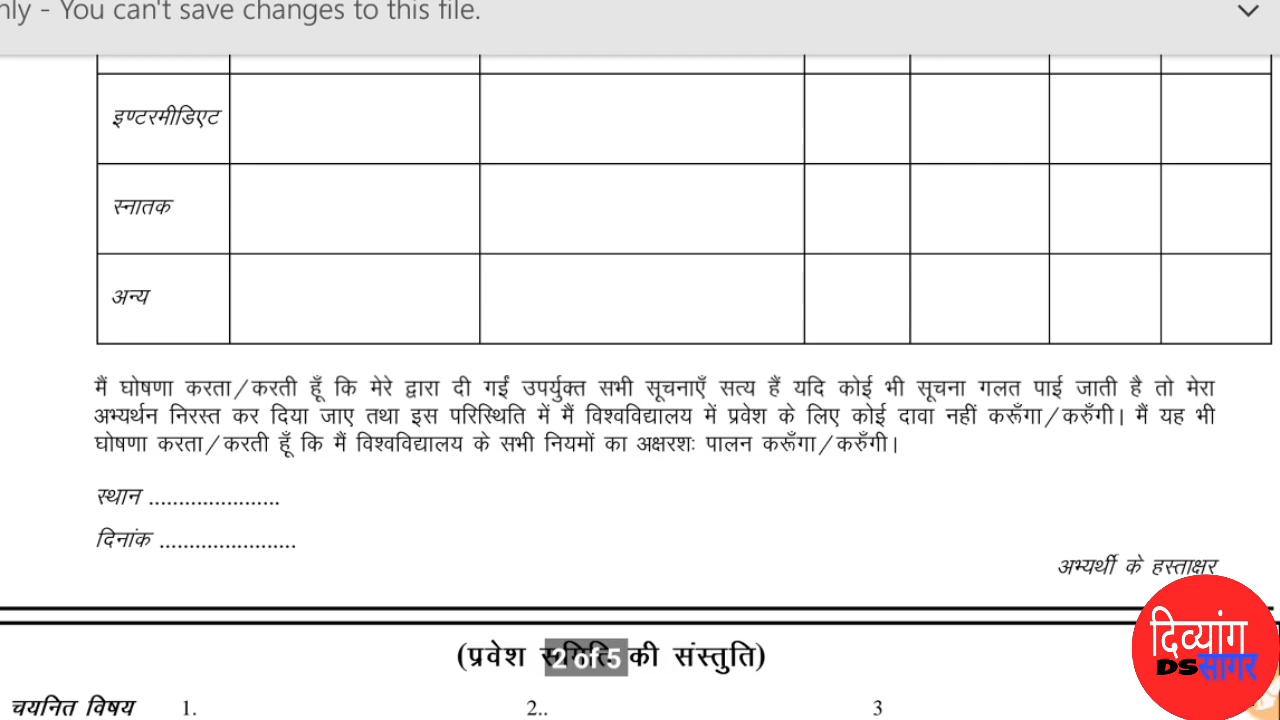 nly - You can't save changes to this file.
इण्टरमीडिएट
स्नातक
अन्य
मैं घोषणा करता/करती हूँ कि मेरे द्वारा दी गईं उपर्युक्त सभी सूचनाएँ सत्य हैं यदि कोई भी सूचना गलत पाई जाती है तो मेरा
अभ्यर्थन निरस्त कर दिया जाए तथा इस परिस्थिति में मैं विश्वविद्यालय में प्रवेश के लिए कोई दावा नहीं करूँगा/करुँगी। मैं यह भी
घोषणा करता/करती हूँ कि मैं विश्वविद्यालय के सभी नियमों का अक्षरशः पालन करूँगा/करुँगी।
स्थान ......................
दिनांक .......................
अभ्यर्थी के हस्ताक्षर
(प्रवेश समिति की संस्तुति)
2 of 5
चयनित विषय 1. 2.. 3
दिव्यांग
DSसागर